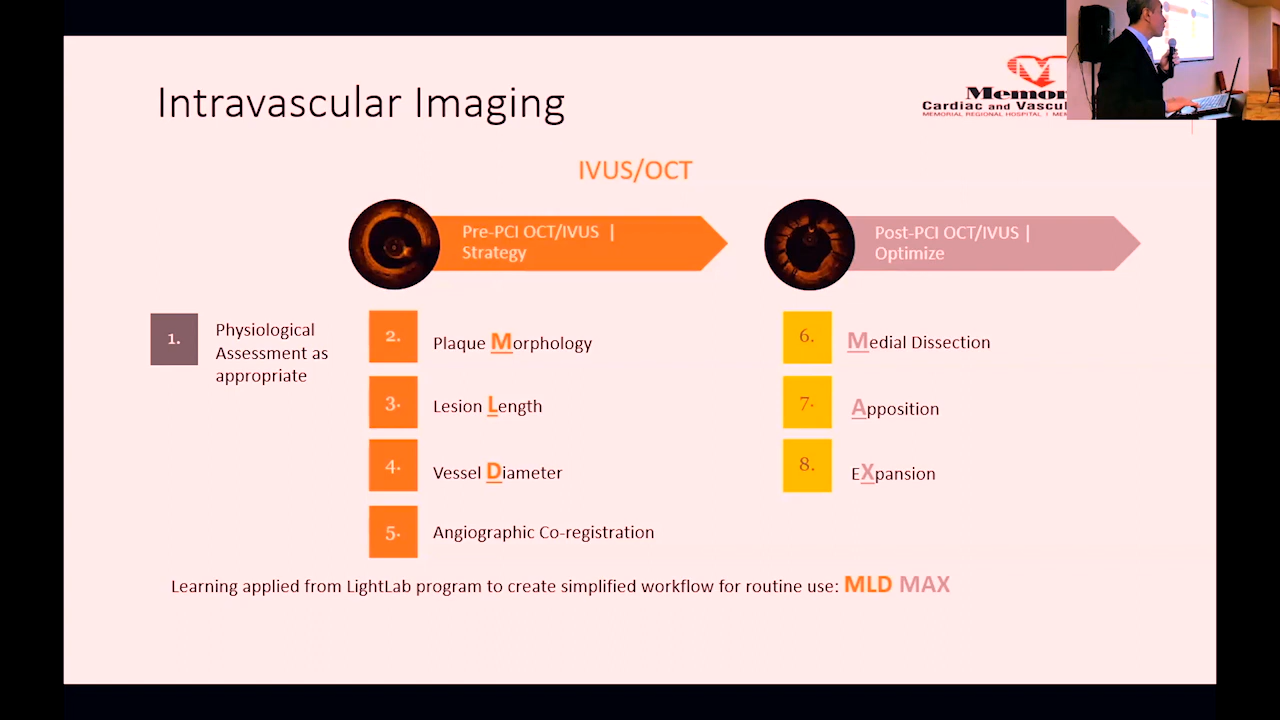 Intravascular Imaging
Cardiac and
MEMORIAL REGIONAL HOSPITAL |
IVUS/OCT
Pre-PCI OCT/IVUS |
Strategy
Post-PCI OCT/IVUS |
Optimize
1.
Physiological
Assessment as
appropriate
2.
Plaque Morphology
3.
Lesion Length
4.
Vessel Diameter
5.
Angiographic Co-registration
6.
Medial Dissection
7.
Apposition
8.
EXpansion
Learning applied from LightLab program to create simplified workflow for routine use: MLD MAX